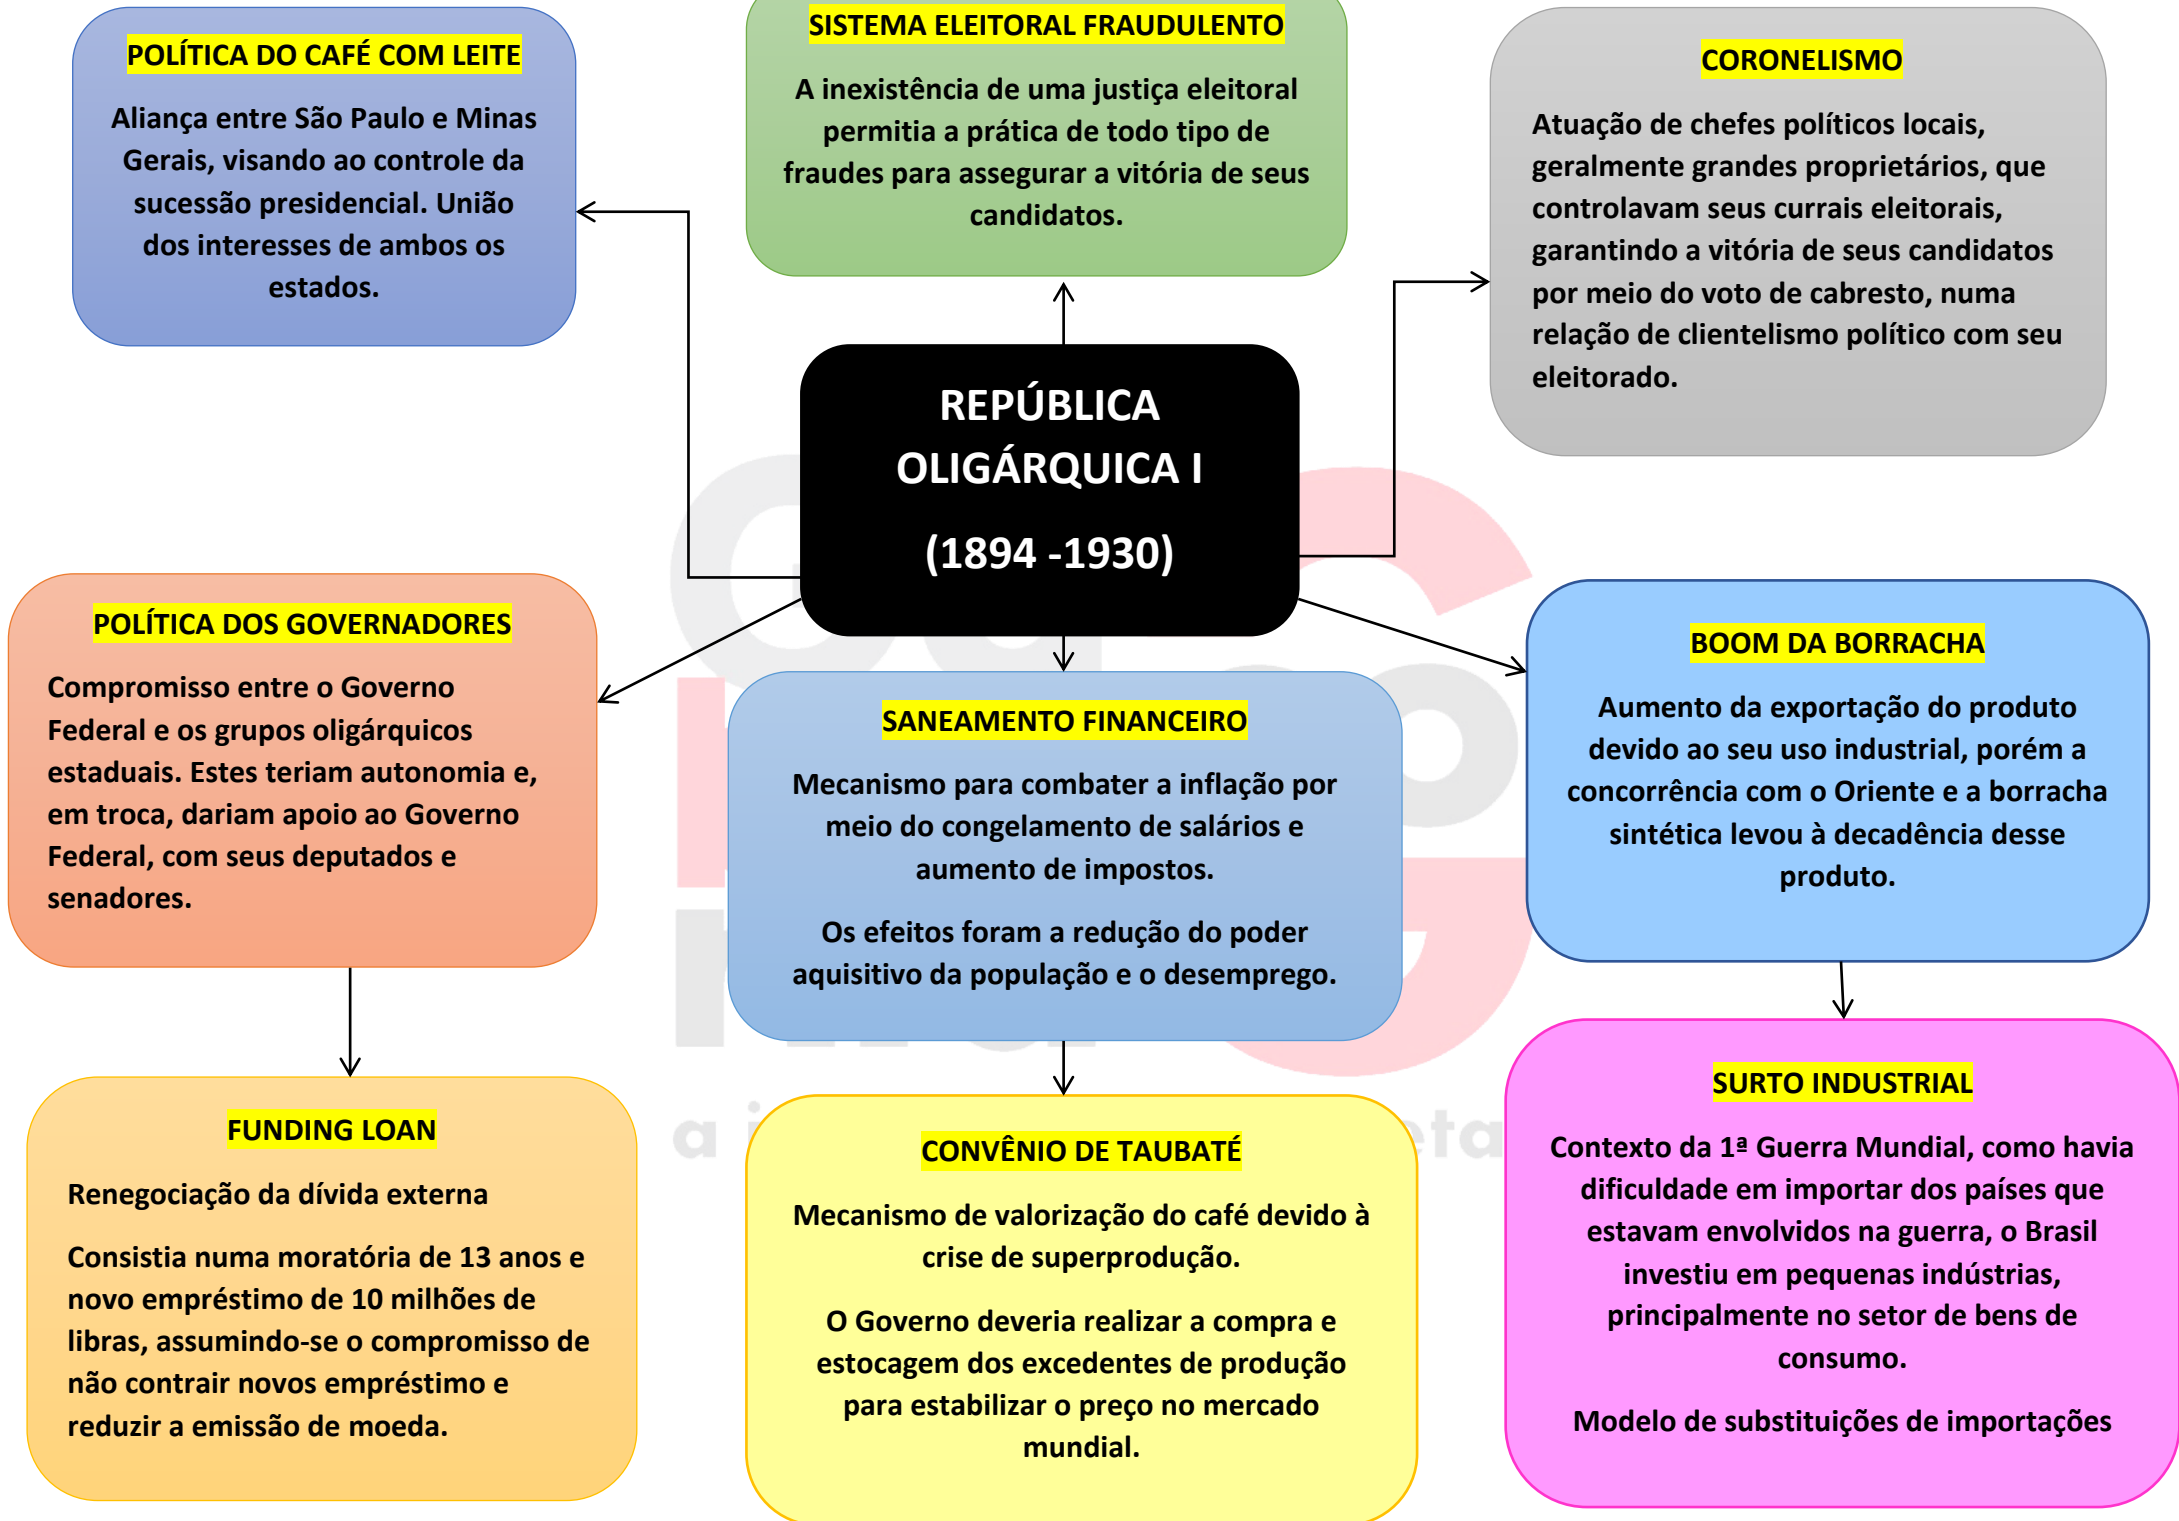 POLÍTICA DO CAFÉ COM LEITE
Aliança entre São Paulo e Minas
Gerais, visando ao controle da
sucessão presidencial. União
dos interesses de ambos os
estados.
SISTEMA ELEITORAL FRAUDULENTO
A inexistência de uma justiça eleitoral
permitia a prática de todo tipo de
fraudes para assegurar a vitória de seus
candidatos.
CORONELISMO
Atuação de chefes políticos locais,
geralmente grandes proprietários, que
controlavam seus currais eleitorais,
garantindo a vitória de seus candidatos
por meio do voto de cabresto, numa
relação de clientelismo político com seu
eleitorado.
REPÚBLICA
OLIGÁRQUICA I
(1894 -1930)
POLÍTICA DOS GOVERNADORES
Compromisso entre o Governo
Federal e os grupos oligárquicos
estaduais. Estes teriam autonomia e,
em troca, dariam apoio ao Governo
Federal, com seus deputados e
senadores.
SANEAMENTO FINANCEIRO
Mecanismo para combater a inflação por
meio do congelamento de salários e
aumento de impostos.
Os efeitos foram a redução do poder
aquisitivo da população e o desemprego.
BOOM DA BORRACHA
Aumento da exportação do produto
devido ao seu uso industrial, porém a
concorrência com o Oriente e a borracha
sintética levou à decadência desse
produto.
FUNDING LOAN
Renegociação da dívida externa
Consistia numa moratória de 13 anos e
novo empréstimo de 10 milhões de
libras, assumindo-se o compromisso de
não contrair novos empréstimo e
reduzir a emissão de moeda.
CONVÊNIO DE TAUBATÉ
Mecanismo de valorização do café devido à
crise de superprodução.
O Governo deveria realizar a compra e
estocagem dos excedentes de produção
para estabilizar o preço no mercado
mundial.
SURTO INDUSTRIAL
Contexto da 1ª Guerra Mundial, como havia
dificuldade em importar dos países que
estavam envolvidos na guerra, o Brasil
investiu em pequenas indústrias,
principalmente no setor de bens de
consumo.
Modelo de substituições de importações